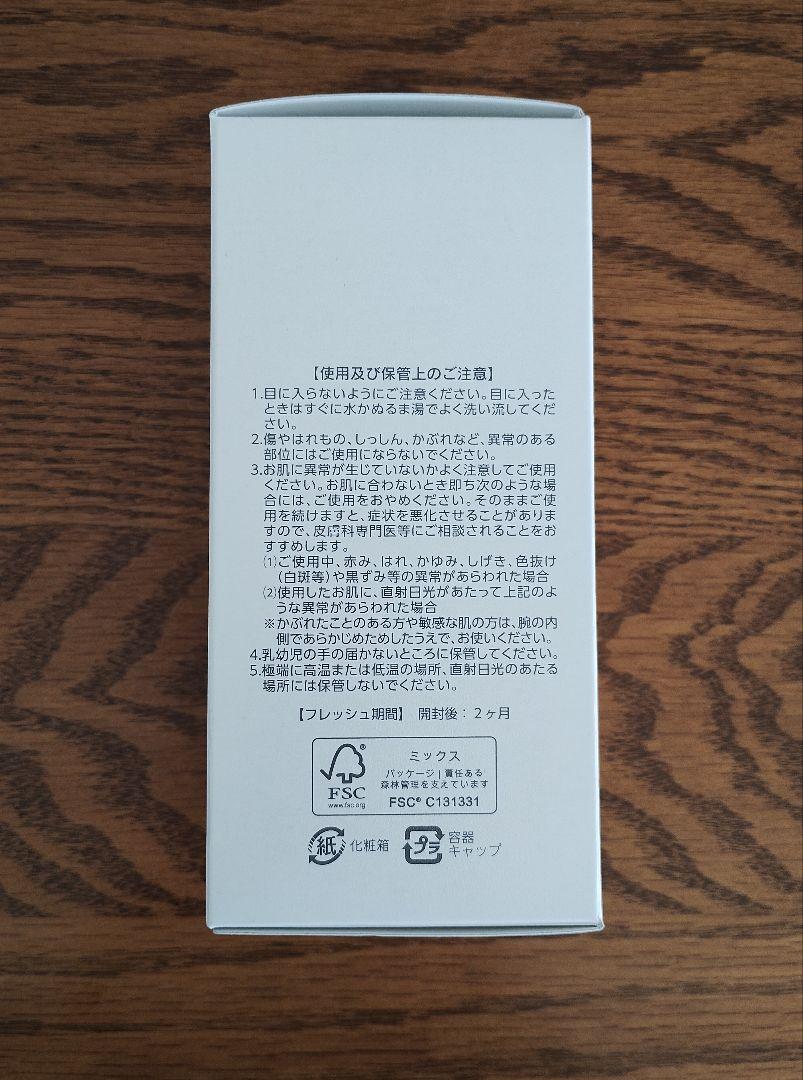 【使用及び保管上のご注意】
1.目に入らないようにご注意ください。目に入った
ときはすぐに水かぬるま湯でよく洗い流してくだ
さい。
2.傷やはれもの、しっしん、かぶれなど、異常のある
部位にはご使用にならないでください。
3.お肌に異常が生じていないかよく注意してご使用
ください。お肌に合わないとき即ち次のような場
合には、ご使用をおやめください。そのままご使
用を続けますと、症状を悪化させることがありま
すので、皮膚科専門医等にご相談されることをお
すすめします。
(1)ご使用中、赤み、はれ、かゆみ、しげき、色抜け
(白斑等)や黒ずみ等の異常があらわれた場合
(2)使用したお肌に、直射日光があたって上記のよ
うな異常があらわれた場合
※かぶれたことのある方や敏感な肌の方は、腕の内
側であらかじめためしたうえで、お使いください。
4.乳幼児の手の届かないところに保管してください。
5.極端に高温または低温の場所、直射日光のあたる
場所には保管しないでください。
【フレッシュ期間】 開封後：2ヶ月
®
FSC
www.fsc.org
ミックス
パッケージ|責任ある
森林管理を支えています
FSC® C131331
紙 化粧箱
プラ 容器
キャップ